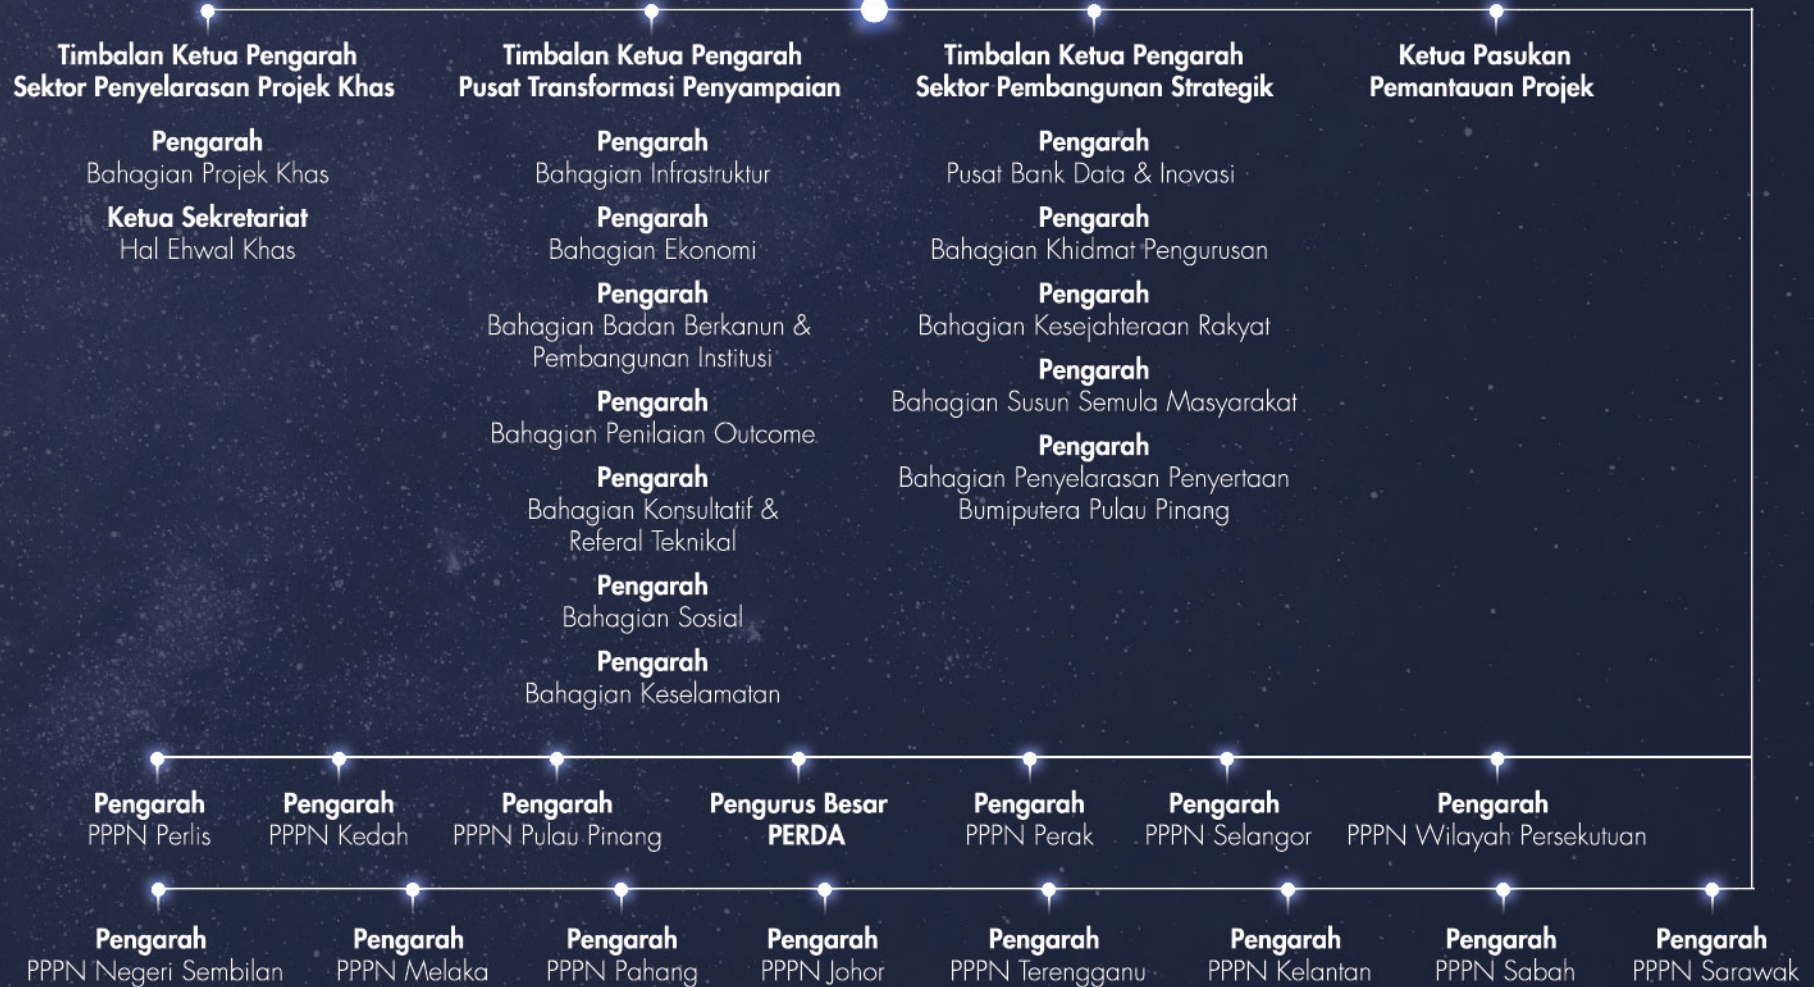 Timbalan Ketua Pengarah
Sektor Penyelarasan Projek Khas
Pengarah
Bahagian Projek Khas
Ketua Sekretariat
Hal Ehwal Khas
Timbalan Ketua Pengarah
Pusat Transformasi Penyampaian
Pengarah
Bahagian Infrastruktur
Pengarah
Bahagian Ekonomi
Pengarah
Bahagian Badan Berkanun &
Pembangunan Institusi
Pengarah
Bahagian Penilaian Outcome
Pengarah
Bahagian Konsultatif &
Referal Teknikal
Pengarah
Bahagian Sosial
Pengarah
Bahagian Keselamatan
Timbalan Ketua Pengarah
Sektor Pembangunan Strategik
Pengarah
Pusat Bank Data & Inovasi
Pengarah
Bahagian Khidmat Pengurusan
Pengarah
Bahagian Kesejahteraan Rakyat
Pengarah
Bahagian Susun Semula Masyarakat
Pengarah
Bahagian Penyelarasan Penyertaan
Bumiputera Pulau Pinang
Ketua Pasukan
Pemantauan Projek
Pengarah
PPPN Perlis
Pengarah
PPPN Kedah
Pengarah
PPPN Pulau Pinang
Pengurus Besar
PERDA
Pengarah
PPPN Perak
Pengarah
PPPN Selangor
Pengarah
PPPN Wilayah Persekutuan
Pengarah
PPPN Negeri Sembilan
Pengarah
PPPN Melaka
Pengarah
PPPN Pahang
Pengarah
PPPN Johor
Pengarah
PPPN Terengganu
Pengarah
PPPN Kelantan
Pengarah
PPPN Sabah
Pengarah
PPPN Sarawak